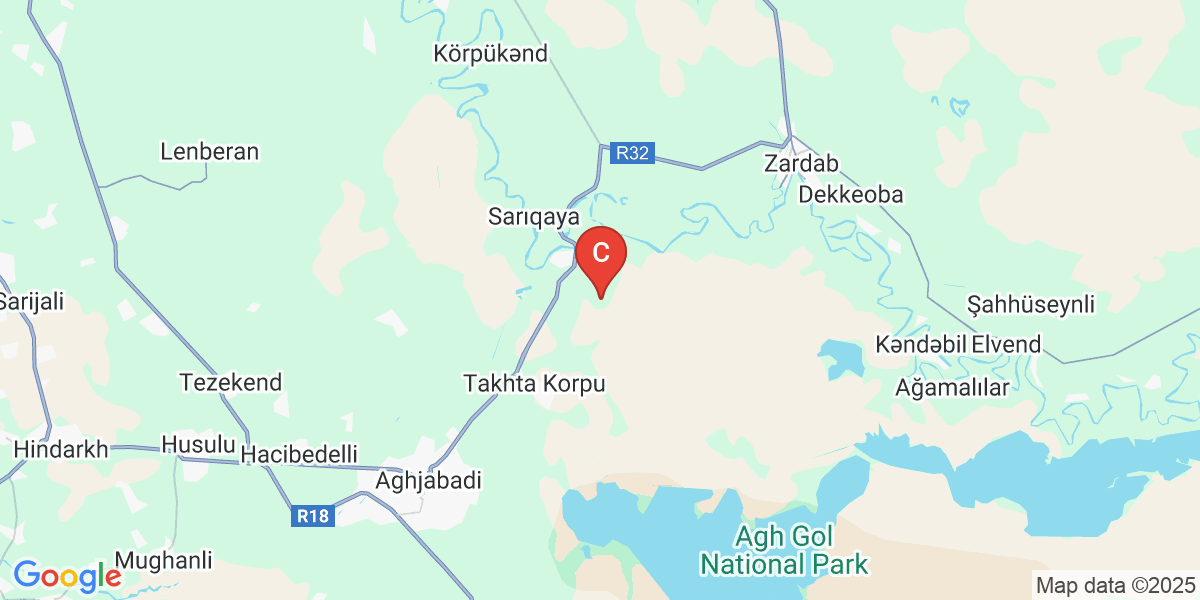 Körpükənd
Lenberan
R32
Zardab
Dekkeoba
Sarıqaya
C
Sarijali
Şahhüseynli
Kəndəbil Elvend
Tezekend
Takhta Korpu
Ağamalılar
Hindarkh
Husulu
Hacibedelli
Aghjabadi
R18
Agh Gol
National Park
Mughanli
Google
Map data ©2025